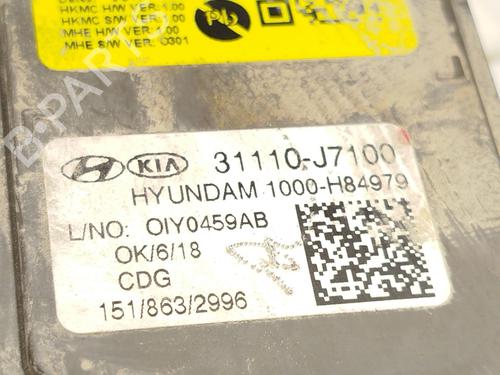 HKMC H/W VER: 1.00
HKMC S/W VER: 1.00
MHE H/W VER: 1.00
MHE S/W VER: 0301
B-PARTS
KIA 31110-J7100
HYUNDAM 1000-H84979
L/NO: OIY0459AB
OK/6/18
CDG
151/863/2996